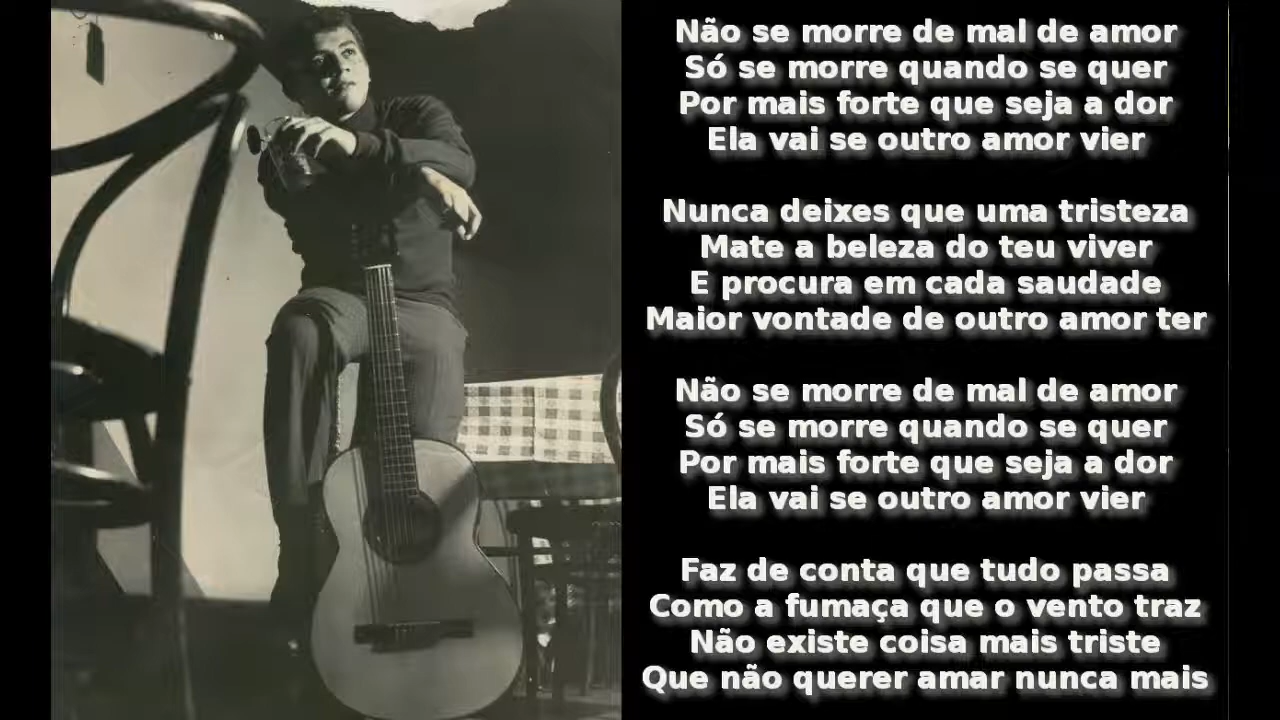 Não se morre de mal de amor
Só se morre quando se quer
Por mais forte que seja a dor
Ela vai se outro amor vier
Nunca deixes que uma tristeza
Mate a beleza do teu viver
E procura em cada saudade
Maior vontade de outro amor ter
Não se morre de mal de amor
Só se morre quando se quer
Por mais forte que seja a dor
Ela vai se outro amor vier
Faz de conta que tudo passa
Como a fumaça que o vento traz
Não existe coisa mais triste
Que não querer amar nunca mais